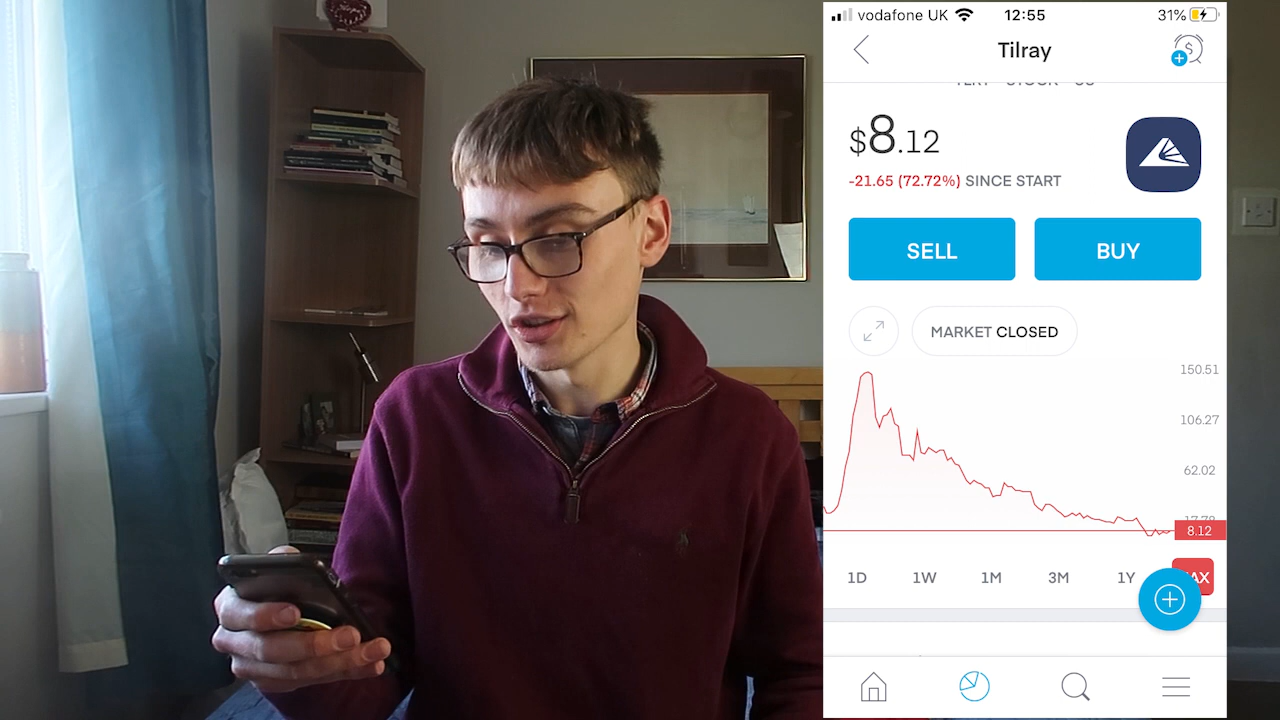 vodafone UK 12:55 31%
Tilray
$8.12
-21.65 (72.72%) SINCE START
SELL BUY
MARKET CLOSED
150.51
106.27
62.02
8.12
1D 1W 1M 3M 1Y